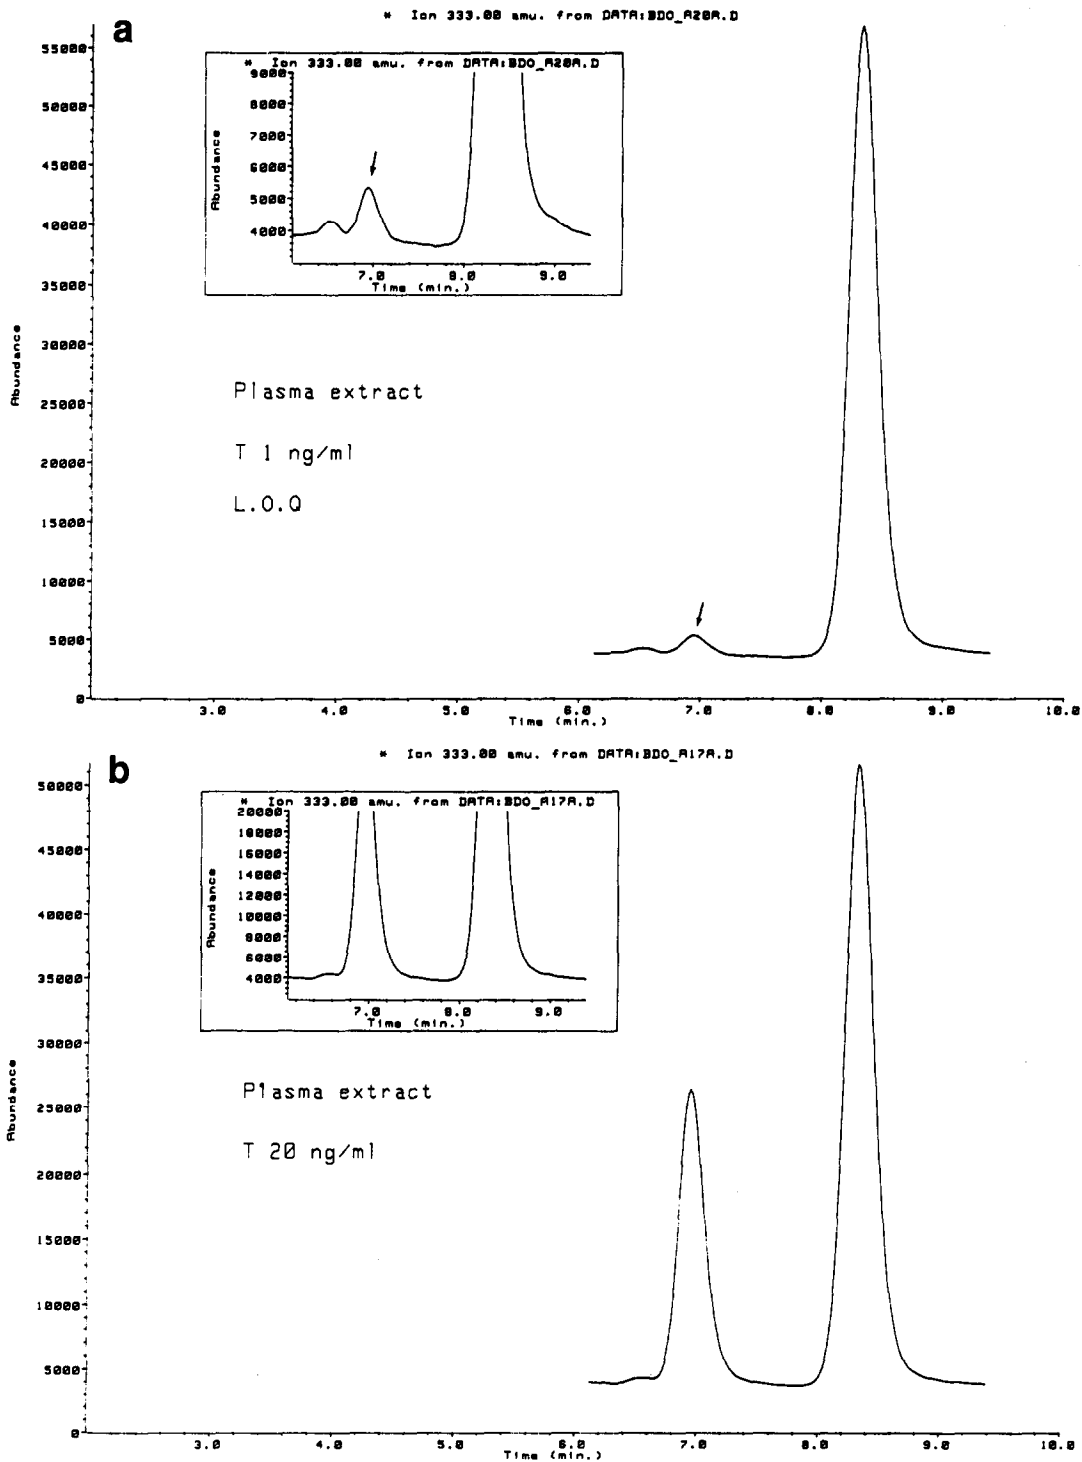 * Ion 333.00 amu. from DATA:BDO_A20A.D
a
55000
50000
45000
40000
35000
30000
25000
20000
15000
10000
5000
0
Abundance
* Ion 333.00 amu. from DATA:BDO_A20A.D
9000
8000
7000
6000
5000
4000
Abundance
7.0 8.0 9.0
Time (min.)
Plasma extract
T 1 ng/ml
L.O.Q
3.0 4.0 5.0 6.0 7.0 8.0 9.0 10.0
Time (min.)
* Ion 333.00 amu. from DATA:BDO_A17A.D
b
50000
45000
40000
35000
30000
25000
20000
15000
10000
5000
0
Abundance
* Ion 333.00 amu. from DATA:BDO_A17A.D
20000
18000
16000
14000
12000
10000
8000
6000
4000
Abundance
7.0 8.0 9.0
Time (min.)
Plasma extract
T 20 ng/ml
3.0 4.0 5.0 6.0 7.0 8.0 9.0 10.0
Time (min.)